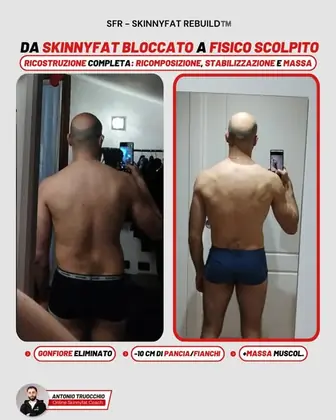 SFR - SKINNYFAT REBUILD™
DA SKINNYFAT BLOCCATO A FISICO SCOLPITO
RICOSTRUZIONE COMPLETA: RICOMPOSIZIONE, STABILIZZAZIONE E MASSA
GONFIORE ELIMINATO
-10 CM DI PANCIA/FIANCHI
+MASSA MUSCOL.
ANTONIO TRUOCCHIO
Online Skinnyfat Coach